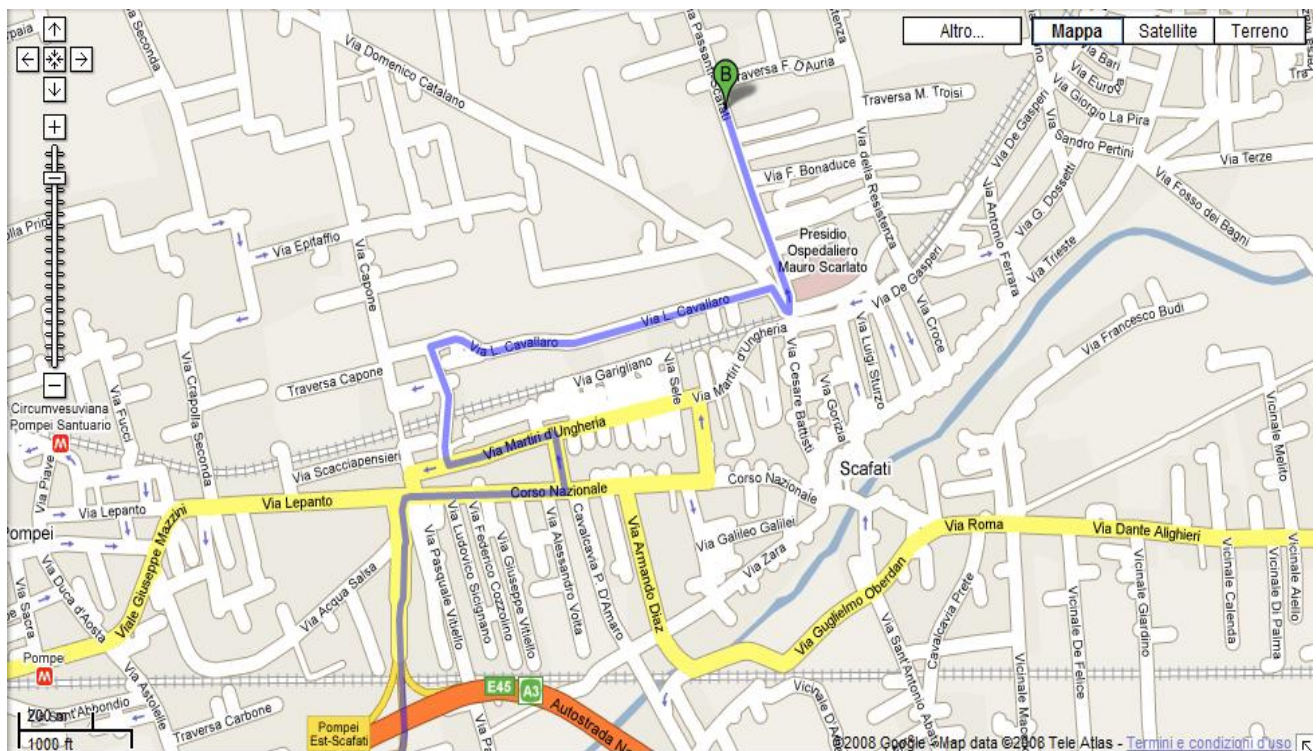 Altro...
Mappa
Satellite
Terreno
Via Seconda
Via Domenico Catalano
Via Passanti-Scafati
B
Traversa F. D'Auria
Traversa M. Troisi
Via Bari
Via Europa
Via Giorgio La Pira
Via De Gasperi
Via Sandro Pertini
Via Terze
Via F. Bonaduce
Via della Resistenza
Via Antonio Ferrara
Via G. Dossetti
Via Fosso dei Bagni
Via Trieste
Via Epitaffio
Via Capone
Presidio
Ospedaliero
Mauro Scarlato
Via De Gasperi
Via L. Cavallaro
Via L. Cavallaro
Via Croce
Via Francesco Budi
Via Luigi Sturzo
Via Crapolla Seconda
Traversa Capone
Via Garigliano
Via Sele
Via Martiri d'Ungheria
Via Cesare Battisti
Via Gorizia
Circumvesuviana
Pompei Santuario
M
Via Fucci
Via Piave
Via Martiri d'Ungheria
Via Scacciapensieri
Scafati
Vicinale Melito
Via Lepanto
Via Lepanto
Corso Nazionale
Corso Nazionale
Via Galileo Galilei
Via Roma
Via Dante Alighieri
Pompei
Viale Giuseppe Mazzini
Via Duca d'Aosta
Via Sacra
Via Acqua Salsa
Via Pasquale Vitiello
Via Ludovico Sicignano
Via Federico Cozzolino
Via Giuseppe Vitiello
Via Alessandro Volta
Cavalcavia P. D'Amaro
Via Armando Diaz
Via Zara
Via Guglielmo Oberdan
Cavalcavia Prete
Via Sant'Antonio Abate
Vicinale De Felice
Vicinale Giardino
Vicinale Calenda
Vicinale Di Palma
Vicinale Aiello
Pompei
M
Via Astolelle
Traversa Carbone
E45
A3
Pompei
Est-Scafati
200 m
1000 ft
©2008 Google - Map data ©2008 Tele Atlas - Termini e condizioni d'uso